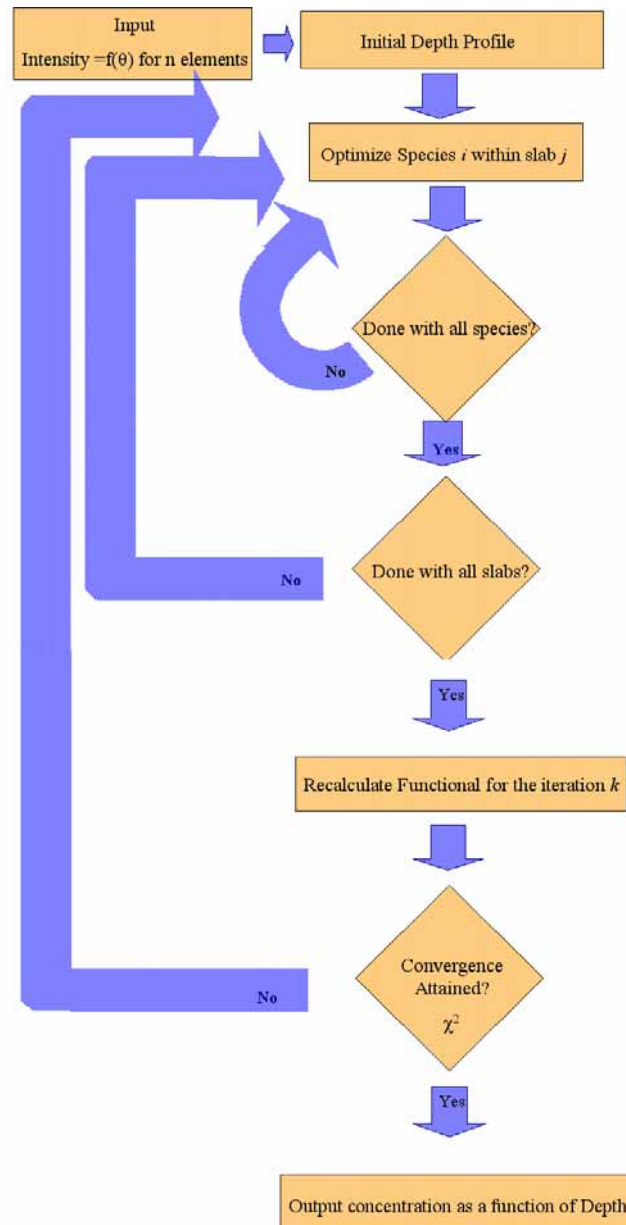 Input
Intensity =f(θ) for n elements
Initial Depth Profile
Optimize Species i within slab j
Done with all species?
No
Yes
Done with all slabs?
No
Yes
Recalculate Functional for the iteration k
Convergence
Attained?
χ²
No
Yes
Output concentration as a function of Depth